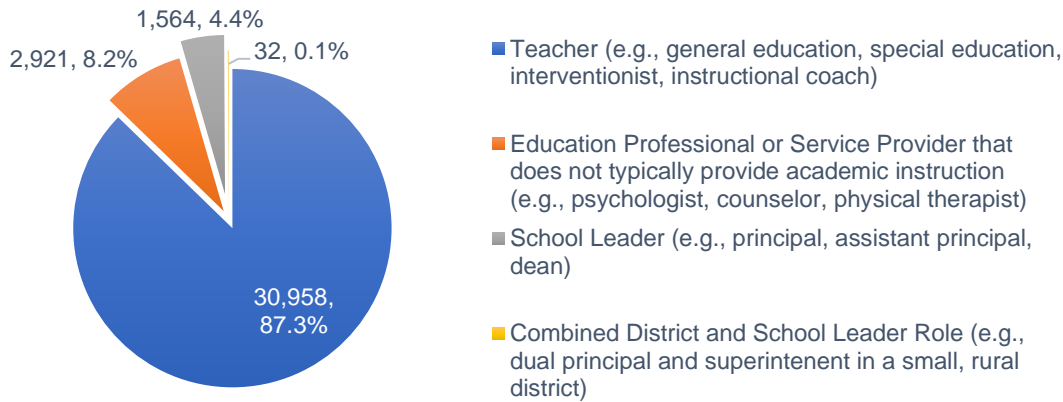 1,564, 4.4%
2,921, 8.2%
32, 0.1%
30,958,
87.3%
Teacher (e.g., general education, special education,
interventionist, instructional coach)
Education Professional or Service Provider that
does not typically provide academic instruction
(e.g., psychologist, counselor, physical therapist)
School Leader (e.g., principal, assistant principal,
dean)
Combined District and School Leader Role (e.g.,
dual principal and superintenent in a small, rural
district)